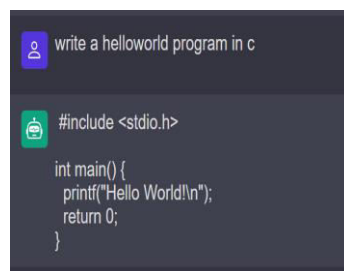 write a helloworld program in c
#include <stdio.h>
int main() {
printf("Hello World!\n");
return 0;
}